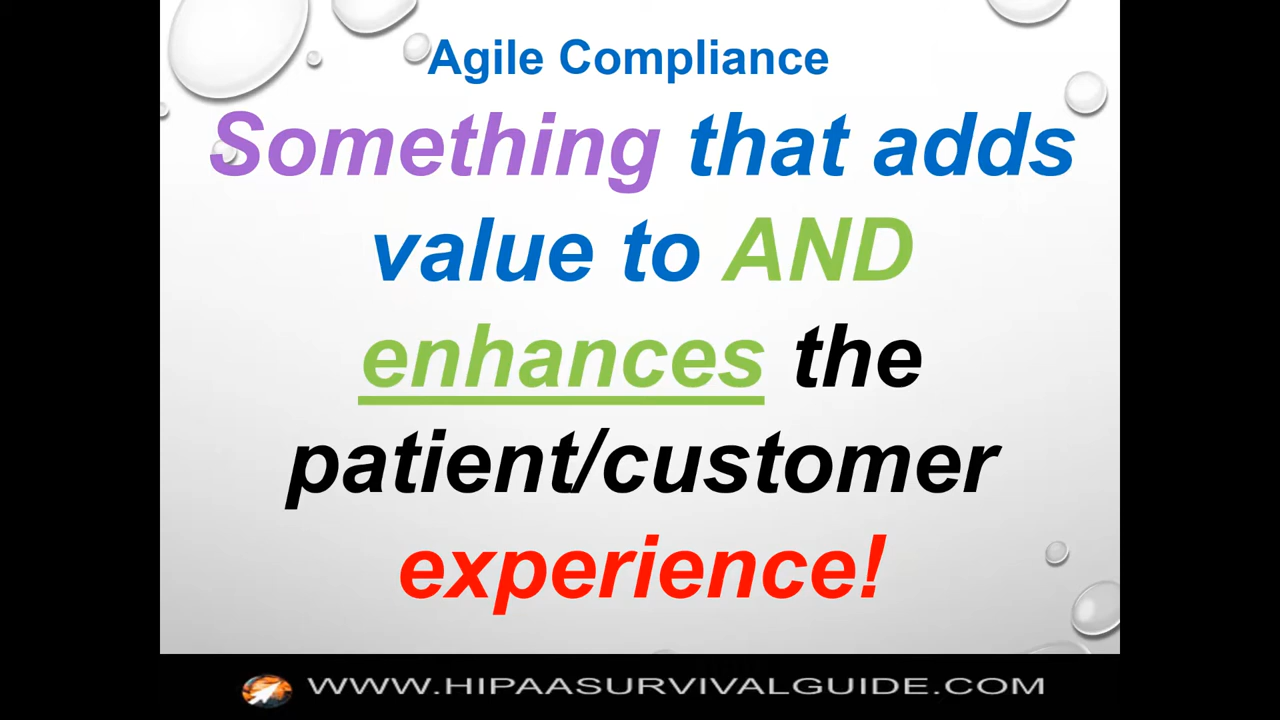 Agile Compliance
Something that adds
value to AND
enhances the
patient/customer
experience!
WWW.HIPAASURVIVALGUIDE.COM